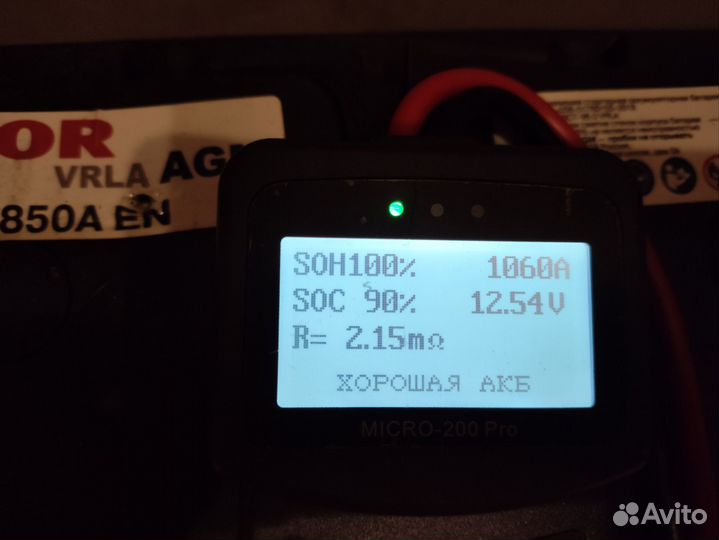 OR
VRLA AG
850A EN
SOH100% 1060A
SOC 90% 12.54V
R= 2.15mΩ
ХОРОШАЯ АКБ
MICRO-200 Pro
Avito